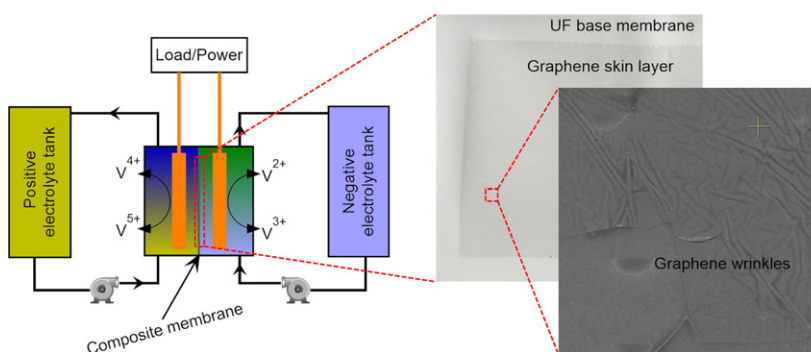 Load/Power
Positive
electrolyte tank
V4+
V5+
V2+
V3+
Negative
electrolyte tank
Composite membrane
UF base membrane
Graphene skin layer
Graphene wrinkles